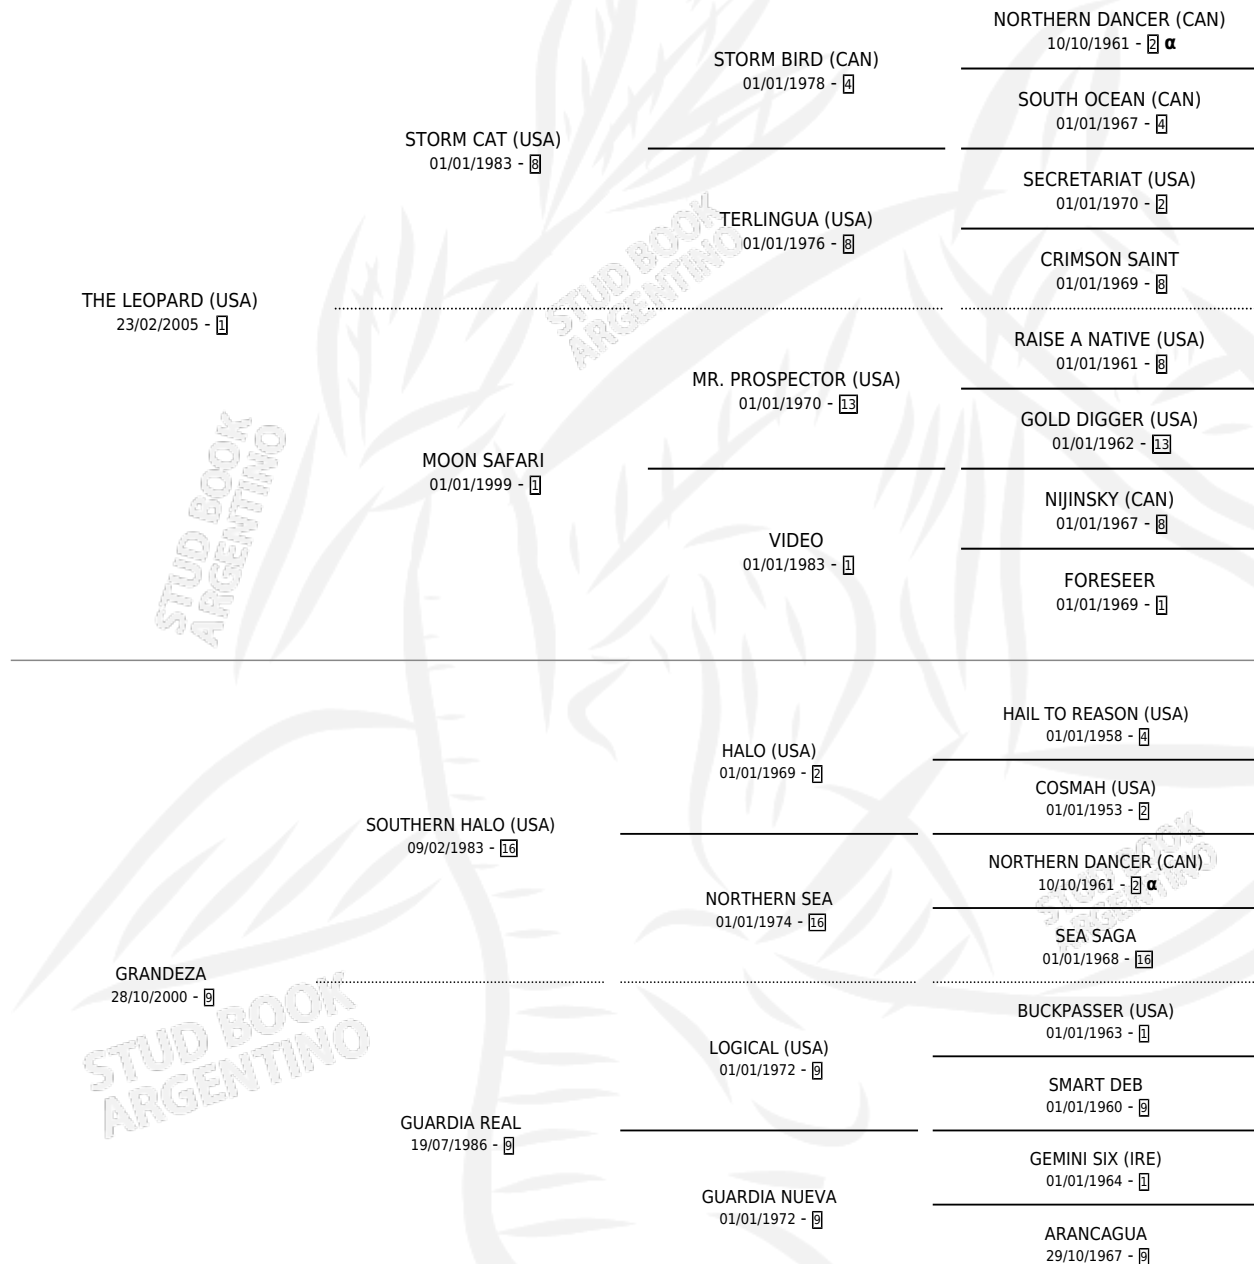 NORTHERN DANCER (CAN)
10/10/1961 - 2 α
STORM BIRD (CAN)
01/01/1978 - 4
SOUTH OCEAN (CAN)
01/01/1967 - 4
STORM CAT (USA)
01/01/1983 - 8
SECRETARIAT (USA)
01/01/1970 - 2
TERLINGUA (USA)
01/01/1976 - 8
CRIMSON SAINT
01/01/1969 - 8
THE LEOPARD (USA)
23/02/2005 - 1
RAISE A NATIVE (USA)
01/01/1961 - 8
MR. PROSPECTOR (USA)
01/01/1970 - 13
GOLD DIGGER (USA)
01/01/1962 - 13
MOON SAFARI
01/01/1999 - 1
NIJINSKY (CAN)
01/01/1967 - 8
VIDEO
01/01/1983 - 1
FORESEER
01/01/1969 - 1
STUD BOOK
ARGENTINO
STUD BOOK
ARGENTINO
HAIL TO REASON (USA)
01/01/1958 - 4
HALO (USA)
01/01/1969 - 2
COSMAH (USA)
01/01/1953 - 2
SOUTHERN HALO (USA)
09/02/1983 - 16
NORTHERN DANCER (CAN)
10/10/1961 - 2 α
NORTHERN SEA
01/01/1974 - 16
SEA SAGA
01/01/1968 - 16
GRANDEZA
28/10/2000 - 9
BUCKPASSER (USA)
01/01/1963 - 1
LOGICAL (USA)
01/01/1972 - 9
SMART DEB
01/01/1960 - 9
GUARDIA REAL
19/07/1986 - 9
GEMINI SIX (IRE)
01/01/1964 - 1
GUARDIA NUEVA
01/01/1972 - 9
ARANCAGUA
29/10/1967 - 9
STUD BOOK
ARGENTINO
STUD BOOK
ARGENTINO